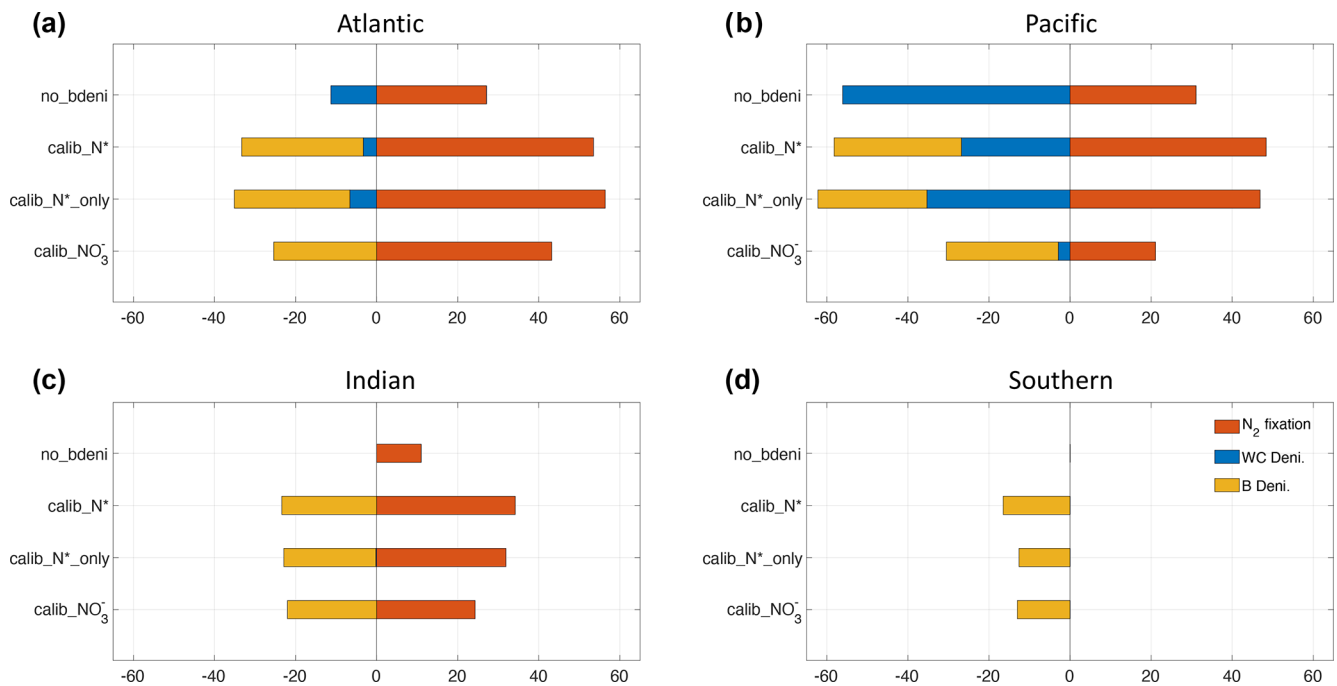 (a) Atlantic
no_bdeni
calib_N*
calib_N*_only
calib_NO3-
-60 -40 -20 0 20 40 60
(b) Pacific
no_bdeni
calib_N*
calib_N*_only
calib_NO3-
-60 -40 -20 0 20 40 60
(c) Indian
no_bdeni
calib_N*
calib_N*_only
calib_NO3-
-60 -40 -20 0 20 40 60
(d) Southern
no_bdeni
calib_N*
calib_N*_only
calib_NO3-
N2 fixation
WC Deni.
B Deni.
-60 -40 -20 0 20 40 60